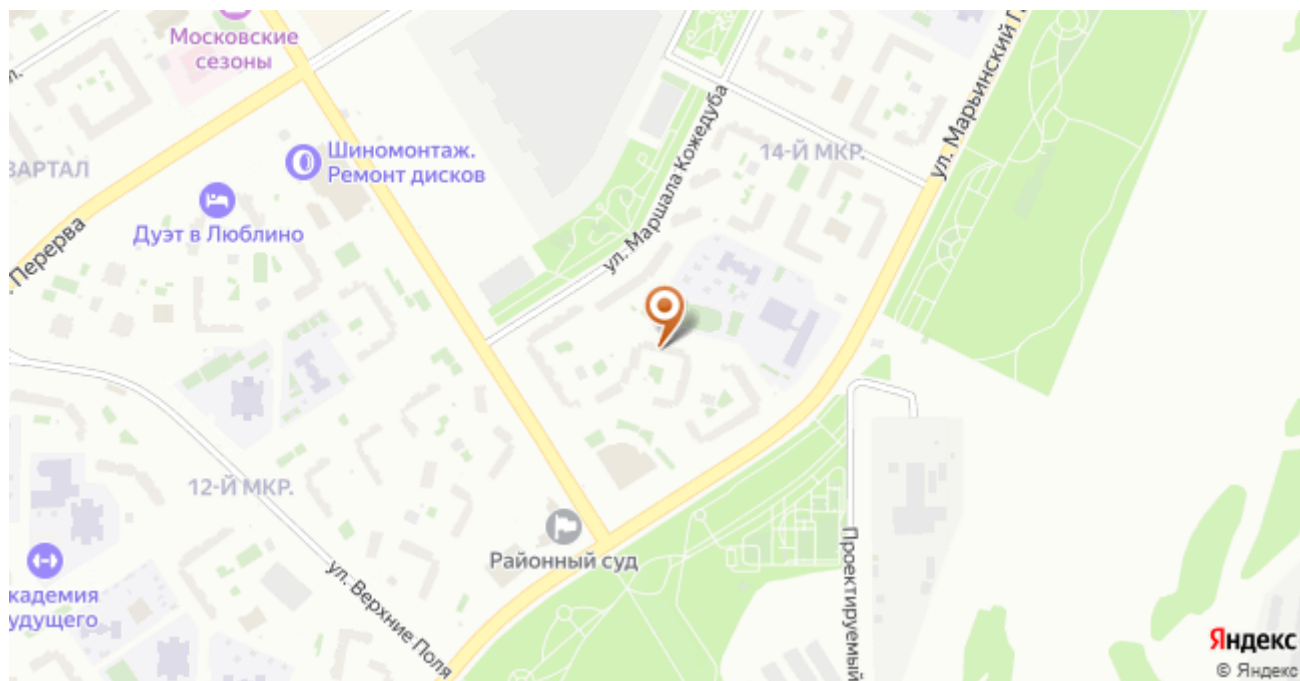 Московские
сезоны
л.
ул. Марьинский П
ул. Маршала Кожедуба
14-Й МКР.
Шиномонтаж.
Ремонт дисков
ВАРТАЛ
Дуэт в Люблино
Перерва
12-Й МКР.
Районный суд
кадемия
удущего
ул. Верхние Поля
Проектируемый
Яндекс
© Яндекс